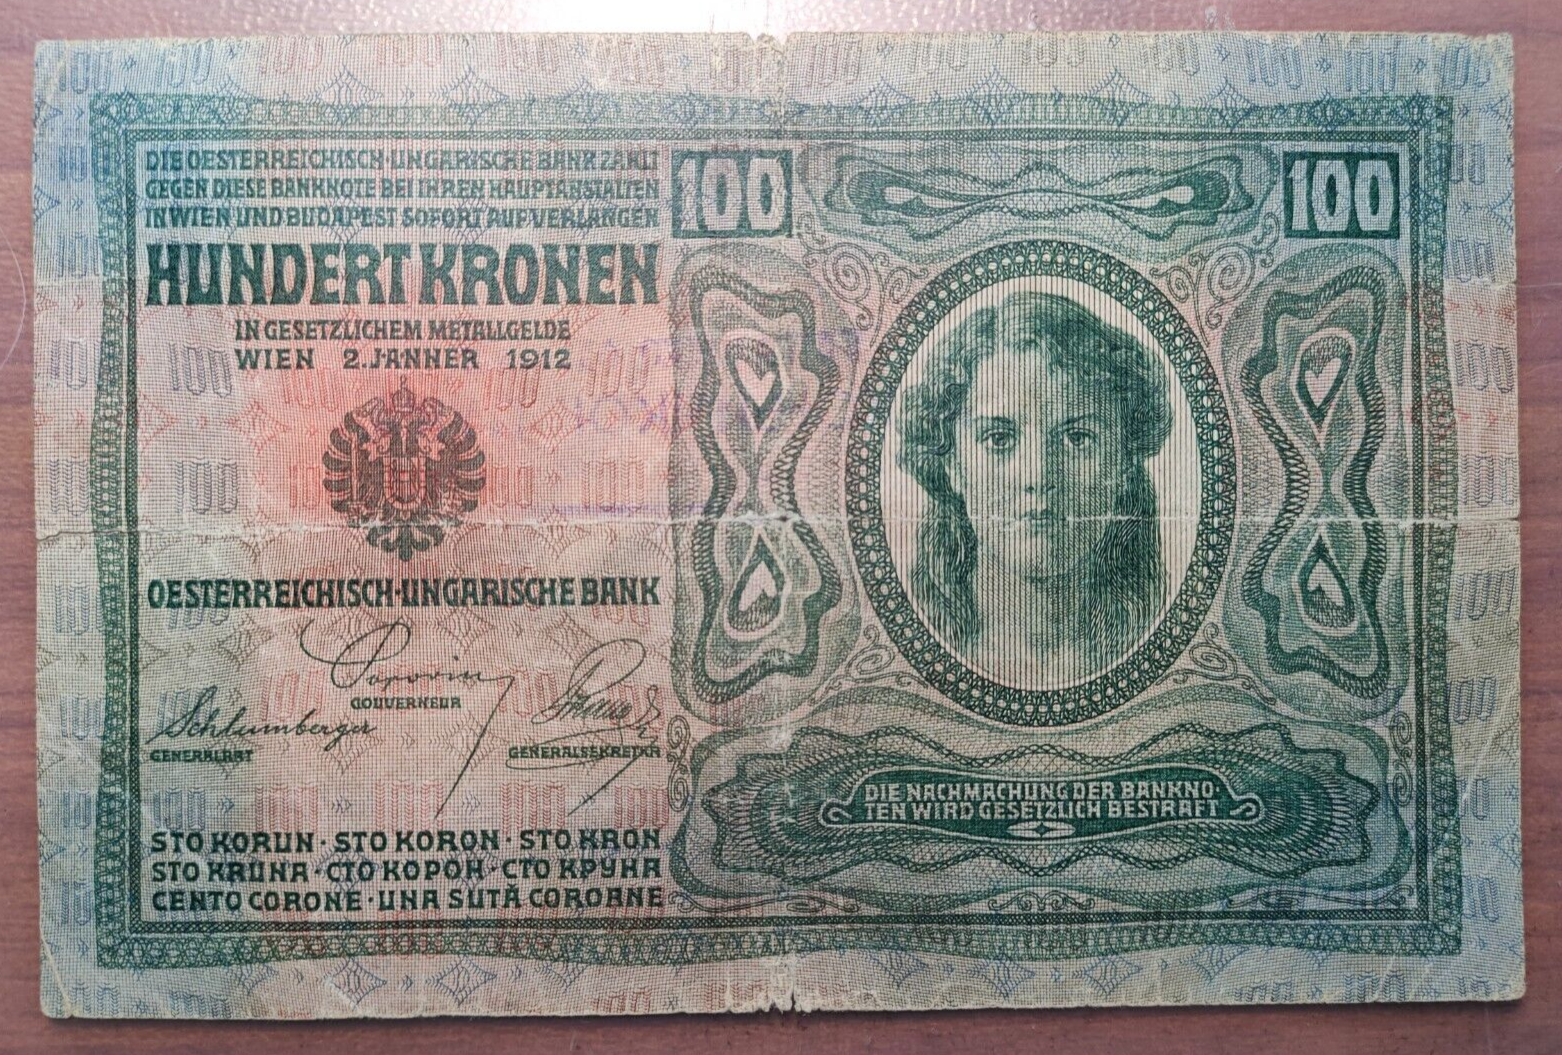 DIE OESTERREICHISCH-UNGARISCHE BANK ZAHLT
GEGEN DIESE BANKNOTE BEI IHREN HAUPTANSTALTEN
IN WIEN UND BUDAPEST SOFORT AUF VERLANGEN
HUNDERT KRONEN
IN GESETZLICHEM METALLGELDE
WIEN 2. JÄNNER 1912
OESTERREICHISCH-UNGARISCHE BANK
GOUVERNEUR
Schlumberger
GENERALRAT
GENERALSEKRETÄR
STO KORUN · STO KORON · STO KRON
STO KRUNA · СТО КОРОН · СТО КРУНА
CENTO CORONE · UNA SUTĂ COROANE
100
100
DIE NACHMACHUNG DER BANKNO-
TEN WIRD GESETZLICH BESTRAFT